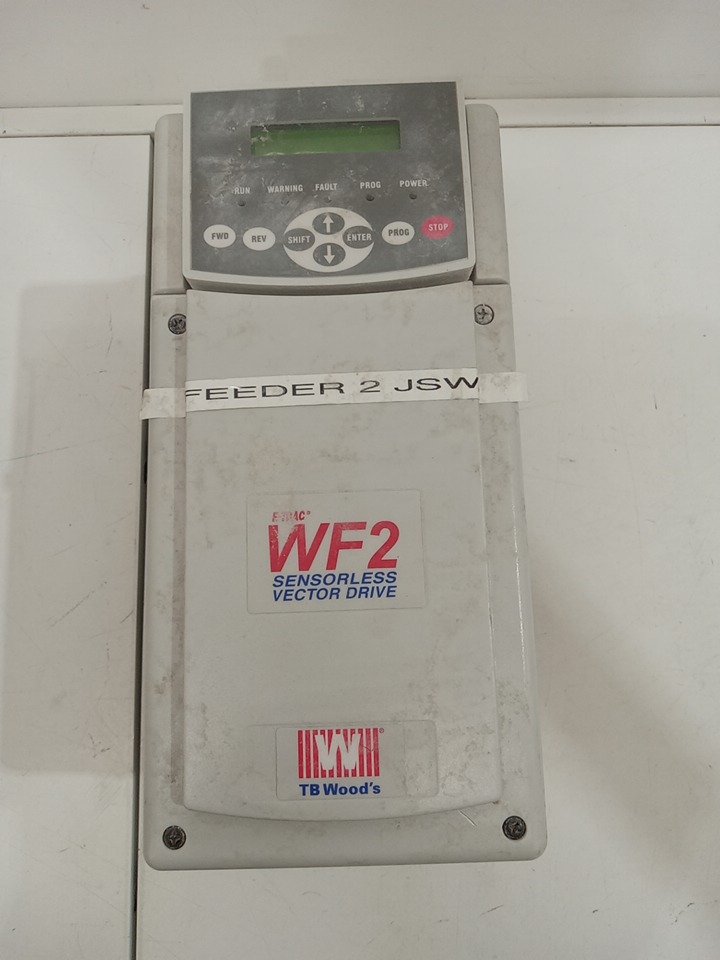 RUN WARNING FAULT PROG POWER
FWD REV SHIFT ENTER PROG STOP
FEEDER 2 JSW
E-TRAC®
WF2
SENSORLESS
VECTOR DRIVE
W®
TB Wood's